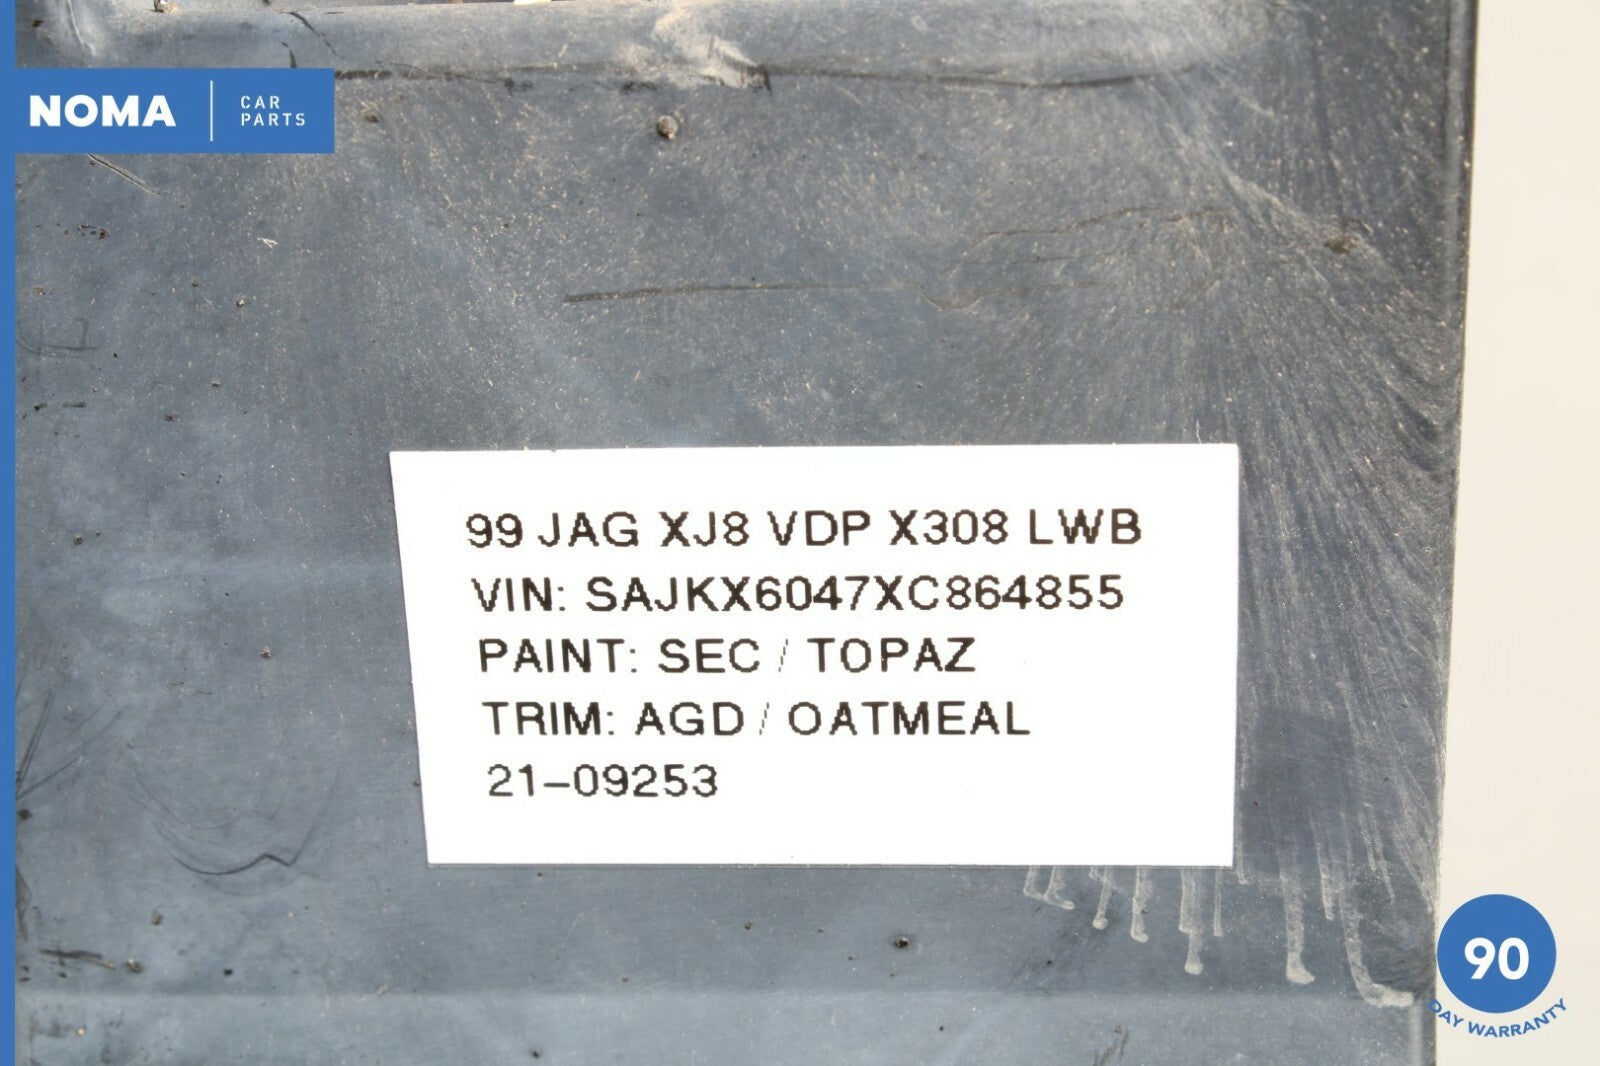 NOMA
CAR
PARTS
99 JAG XJ8 VDP X308 LWB
VIN: SAJKX6047XC864855
PAINT: SEC / TOPAZ
TRIM: AGD / OATMEAL
21-09253
90
DAY WARRANTY